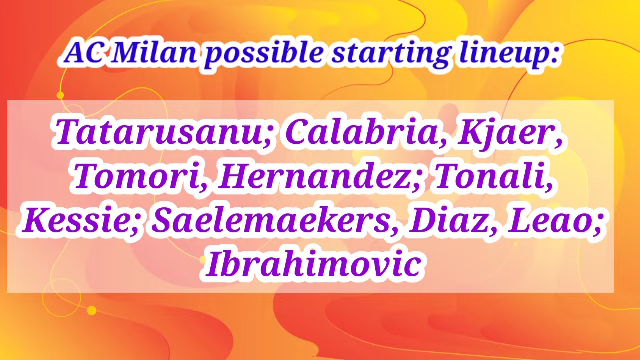 AC Milan possible starting lineup:
Tatarusanu; Calabria, Kjaer,
Tomori, Hernandez; Tonali,
Kessie; Saelemaekers, Diaz, Leao;
Ibrahimovic